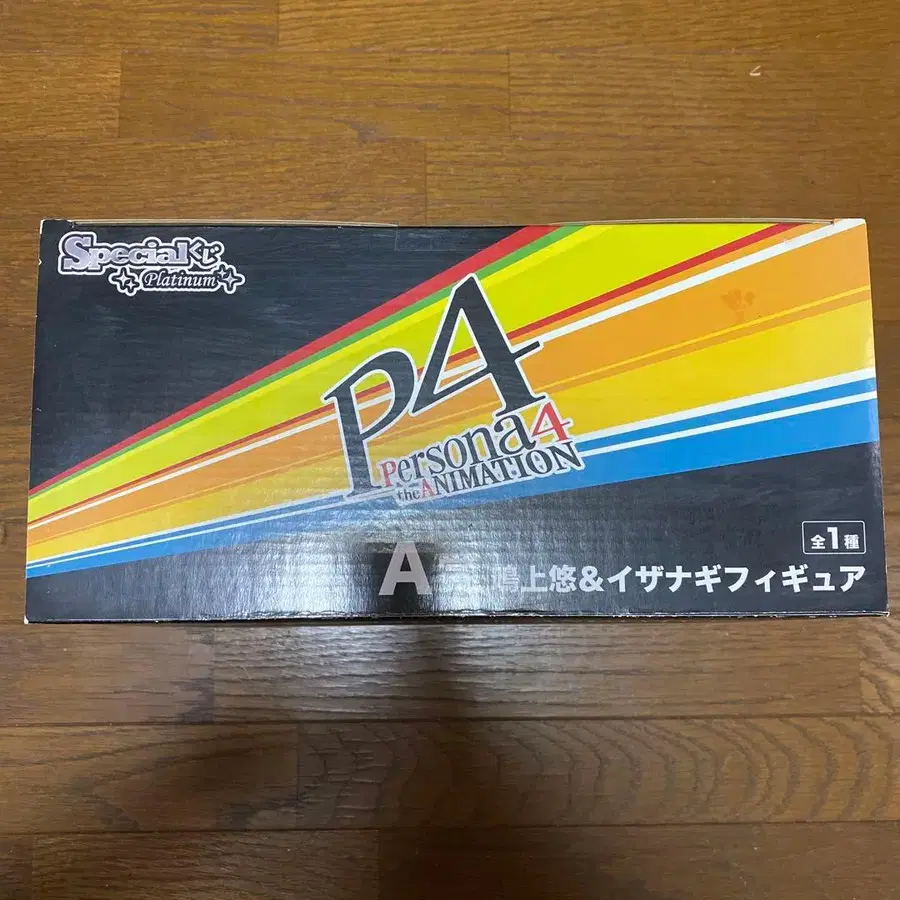 Specialくじ
Platinum
P4
Persona4
the ANIMATION
全1種
A
鳴上悠&イザナギフィギュア